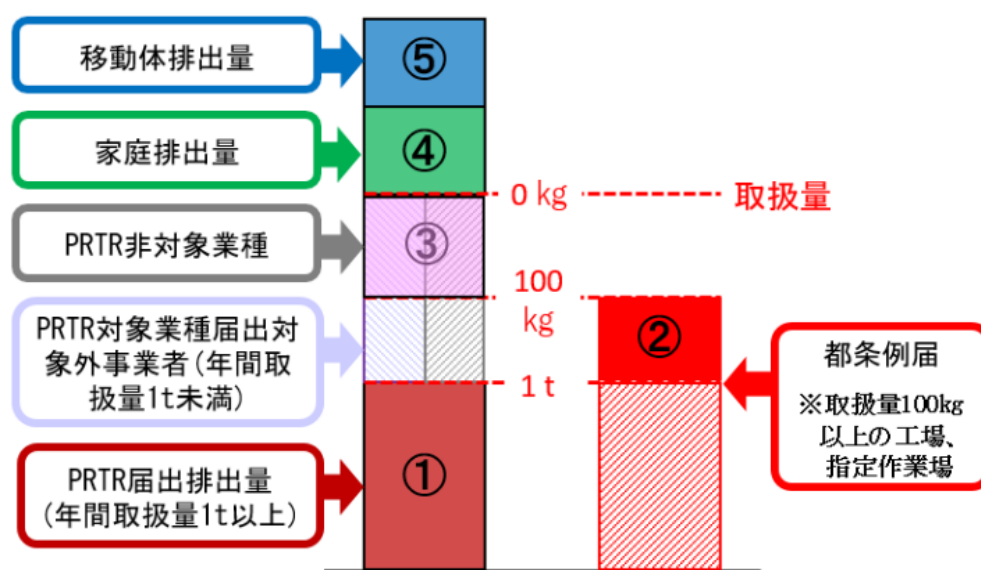 移動体排出量
⑤
家庭排出量
④
0 kg
取扱量
PRTR非対象業種
③
100
kg
PRTR対象業種届出対
象外事業者(年間取
扱量1t未満)
②
1 t
都条例届
※取扱量100kg
以上の工場、
指定作業場
PRTR届出排出量
(年間取扱量1t以上)
①